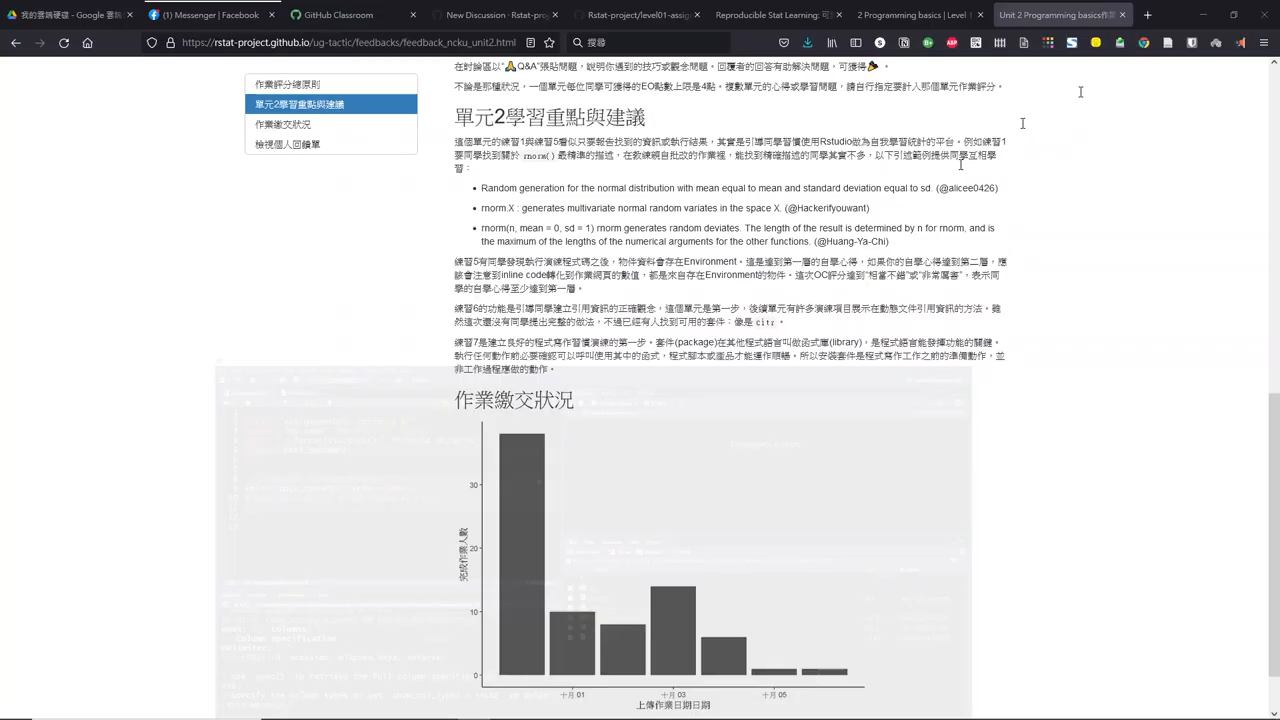 我的雲端硬碟 - Google 雲端
(1) Messenger | Facebook
GitHub Classroom
New Discussion · Rstat-proj
Rstat-project/level01-assig
Reproducible Stat Learning: 可
2 Programming basics | Level
Unit 2 Programming basics作業
https://rstat-project.github.io/ug-tactic/feedbacks/feedback_ncku_unit2.html
搜尋
作業評分總原則
單元2學習重點與建議
作業繳交狀況
檢視個人回饋單
在討論區以"🙏Q&A"張貼問題，說明你遇到的技巧或觀念問題。回覆者的回答有助解決問題，可獲得🎉 。
不論是那種狀況，一個單元每位同學可獲得的EO點數上限是4點。複數單元的心得或學習問題，請自行指定要計入那個單元作業評分。
單元2學習重點與建議
這個單元的練習1與練習5看似只要報告找到的資訊或執行結果，其實是引導同學習慣使用Rstudio做為自我學習統計的平台。例如練習1
要同學找到關於 rnorm() 最精準的描述，在教練親自批改的作業裡，能找到精確描述的同學其實不多，以下引述範例提供同學互相學
習：
Random generation for the normal distribution with mean equal to mean and standard deviation equal to sd. (@alicee0426)
rnorm.X : generates multivariate normal random variates in the space X. (@Hackerifyouwant)
rnorm(n, mean = 0, sd = 1) rnorm generates random deviates. The length of the result is determined by n for rnorm, and is
the maximum of the lengths of the numerical arguments for the other functions. (@Huang-Ya-Chi)
練習5有同學發現執行演練程式碼之後，物件資料會存在Environment。這是達到第一層的自學心得，如果你的自學心得達到第二層，應
該會注意到inline code轉化到作業網頁的數值，都是來自存在Environment的物件。這次OC評分達到"相當不錯"或"非常厲害"，表示同
學的自學心得至少達到第一層。
練習6的功能是引導同學建立引用資訊的正確觀念，這個單元是第一步，後續單元有許多演練項目展示在動態文件引用資訊的方法。雖
然這次還沒有同學提出完整的做法，不過已經有人找到可用的套件：像是 citr 。
練習7是建立良好的程式寫作習慣演練的第一步。套件(package)在其他程式語言叫做函式庫(library)，是程式語言能發揮功能的關鍵。
執行任何動作前必要確認可以呼叫使用其中的函式，程式腳本或產品才能運作順暢。所以安裝套件是程式寫作工作之前的準備動作，並
非工作過程應做的動作。
作業繳交狀況
30
20
10
0
完成作業人數
十月 01
十月 03
十月 05
上傳作業日期日期